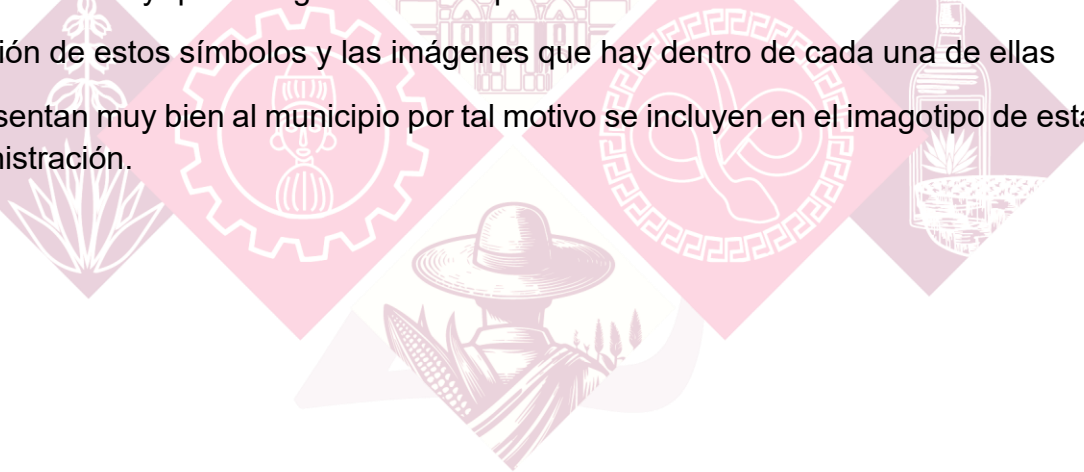 ión de estos símbolos y las imágenes que hay dentro de cada una de ellas
sentan muy bien al municipio por tal motivo se incluyen en el imagotipo de esta
nistración.